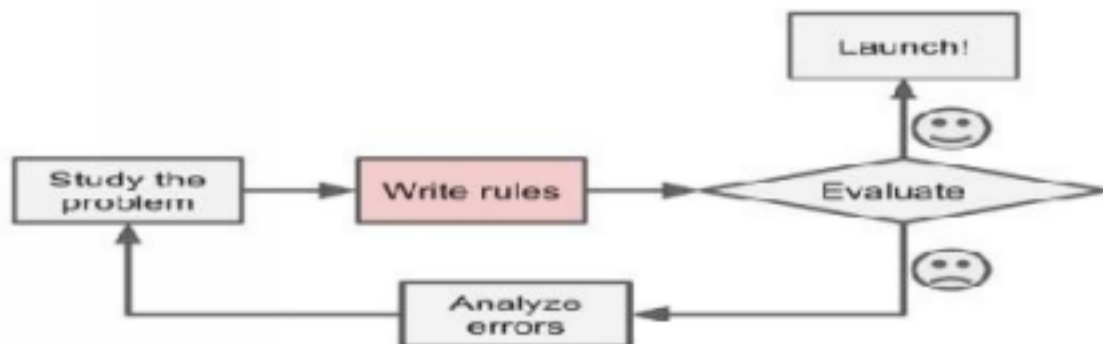 Launch!
Study the
problem
Write rules
Evaluate
Analyze
errors